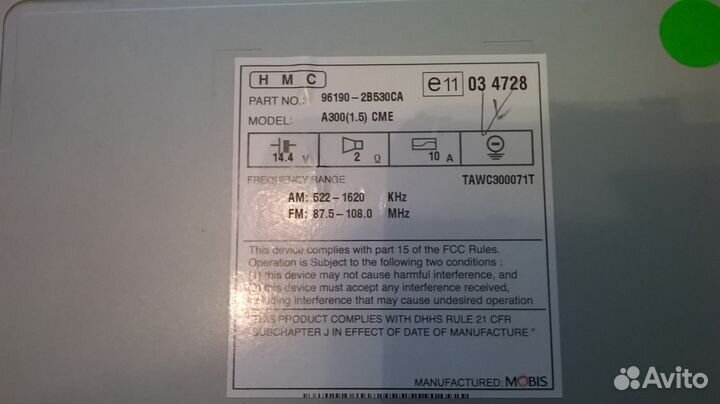 HMC
e11 03 4728
PART NO.: 96190-2B530CA
MODEL: A300(1.5) CME
14.4 V 2 Ω 10 A
FREQUENCY RANGE TAWC300071T
AM: 522-1620 KHz
FM: 87.5-108.0 MHz
This device complies with part 15 of the FCC Rules.
Operation is Subject to the following two conditions :
(1) this device may not cause harmful interference, and
(2) this device must accept any interference received,
including interference that may cause undesired operation
"THIS PRODUCT COMPLIES WITH DHHS RULE 21 CFR
SUBCHAPTER J IN EFFECT OF DATE OF MANUFACTURE"
MANUFACTURED: MOBIS
Avito